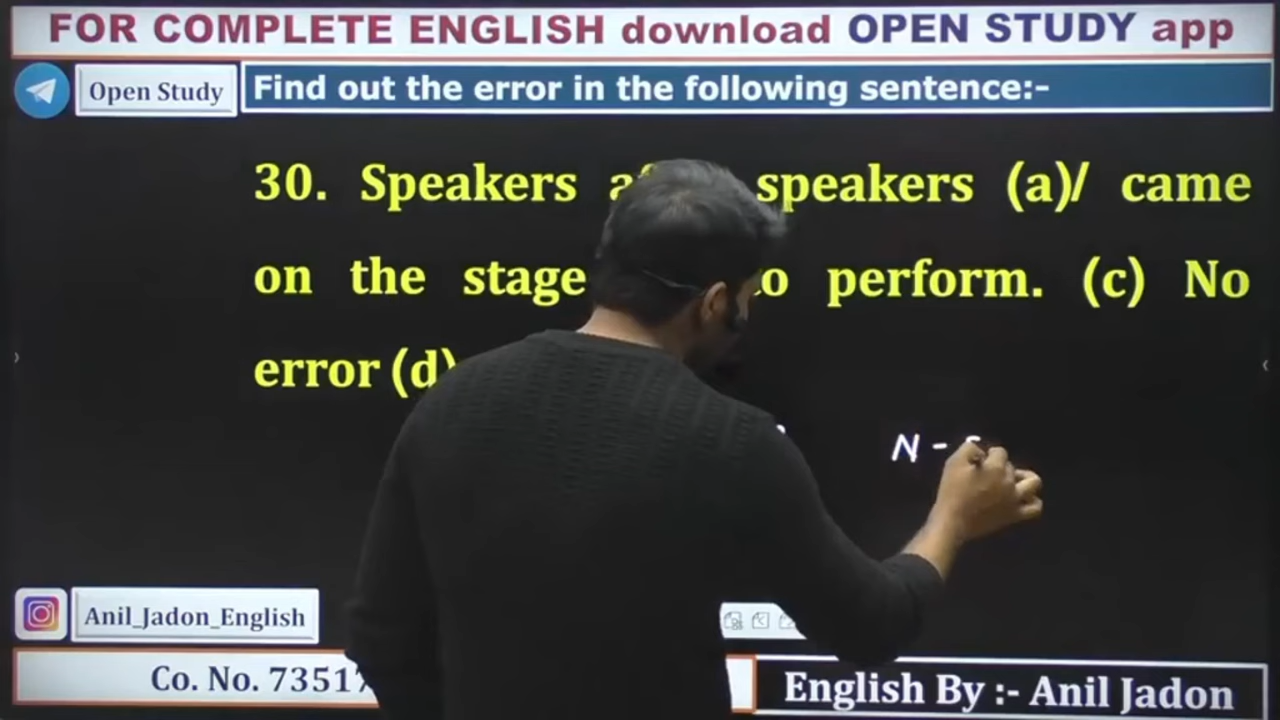 FOR COMPLETE ENGLISH download OPEN STUDY app
Open Study
Find out the error in the following sentence:-
30. Speakers speakers (a)/ came
on the stage perform. (c) No
error (d)
N -
Anil_Jadon_English
Co. No. 7351
English By :- Anil Jadon